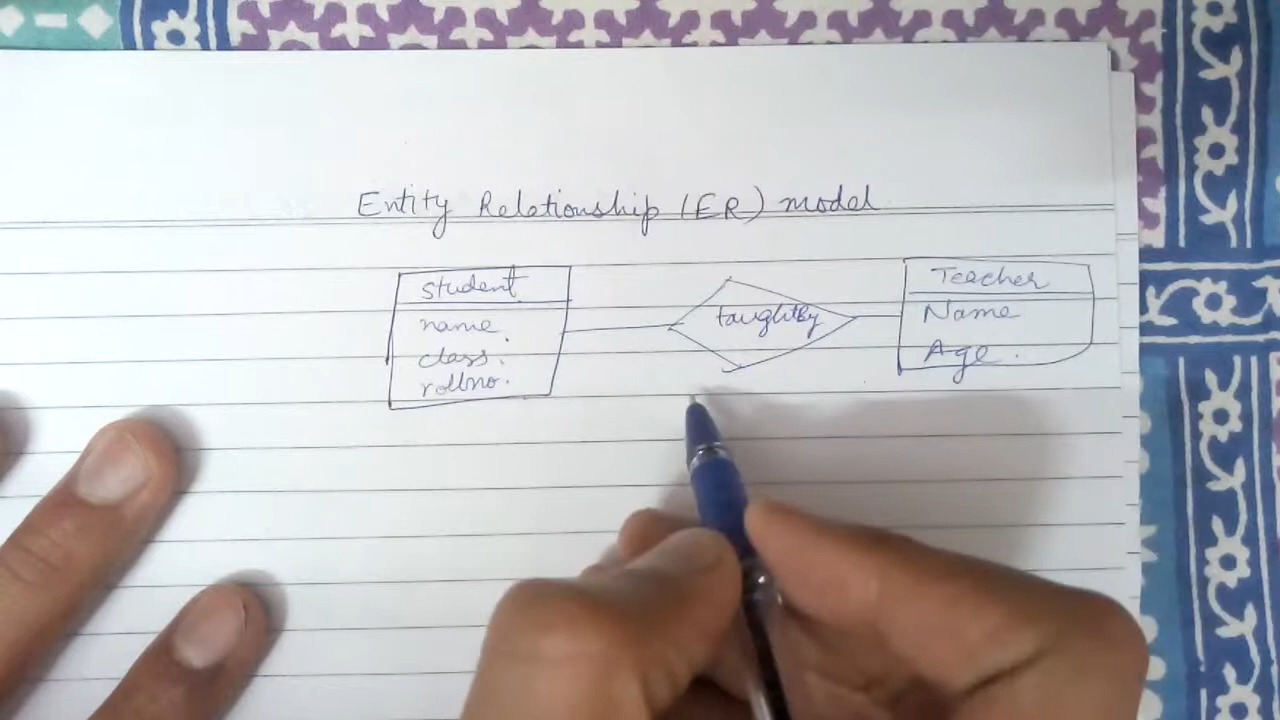 Entity Relationship (ER) model
student
name
class.
rollno.
taughtBy
Teacher
Name
Age.